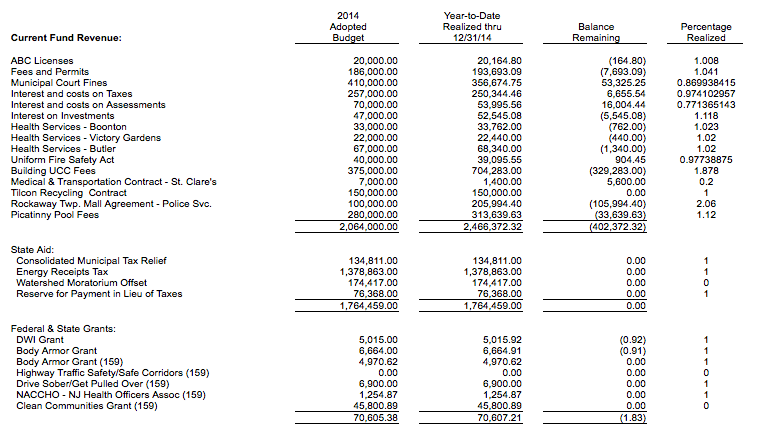 2014 Year-to-Date
Adopted Realized thru Balance Percentage
Current Fund Revenue: Budget 12/31/14 Remaining Realized
ABC Licenses 20,000.00 20,164.80 (164.80) 1.008
Fees and Permits 186,000.00 193,693.09 (7,693.09) 1.041
Municipal Court Fines 410,000.00 356,674.75 53,325.25 0.869938415
Interest and costs on Taxes 257,000.00 250,344.46 6,655.54 0.974102957
Interest and costs on Assessments 70,000.00 53,995.56 16,004.44 0.771365143
Interest on Investments 47,000.00 52,545.08 (5,545.08) 1.118
Health Services - Boonton 33,000.00 33,762.00 (762.00) 1.023
Health Services - Victory Gardens 22,000.00 22,440.00 (440.00) 1.02
Health Services - Butler 67,000.00 68,340.00 (1,340.00) 1.02
Uniform Fire Safety Act 40,000.00 39,095.55 904.45 0.97738875
Building UCC Fees 375,000.00 704,283.00 (329,283.00) 1.878
Medical & Transportation Contract - St. Clare's 7,000.00 1,400.00 5,600.00 0.2
Tilcon Recycling Contract 150,000.00 150,000.00 0.00 1
Rockaway Twp. Mall Agreement - Police Svc. 100,000.00 205,994.40 (105,994.40) 2.06
Picatinny Pool Fees 280,000.00 313,639.63 (33,639.63) 1.12
2,064,000.00 2,466,372.32 (402,372.32)
State Aid:
Consolidated Municipal Tax Relief 134,811.00 134,811.00 0.00 1
Energy Receipts Tax 1,378,863.00 1,378,863.00 0.00 1
Watershed Moratorium Offset 174,417.00 174,417.00 0.00 0
Reserve for Payment in Lieu of Taxes 76,368.00 76,368.00 0.00 1
1,764,459.00 1,764,459.00 0.00
Federal & State Grants:
DWI Grant 5,015.00 5,015.92 (0.92) 1
Body Armor Grant 6,664.00 6,664.91 (0.91) 1
Body Armor Grant (159) 4,970.62 4,970.62 0.00 1
Highway Traffic Safety/Safe Corridors (159) 0.00 0.00 0.00 0
Drive Sober/Get Pulled Over (159) 6,900.00 6,900.00 0.00 1
NACCHO - NJ Health Officers Assoc (159) 1,254.87 1,254.87 0.00 1
Clean Communities Grant (159) 45,800.89 45,800.89 0.00 0
70,605.38 70,607.21 (1.83)